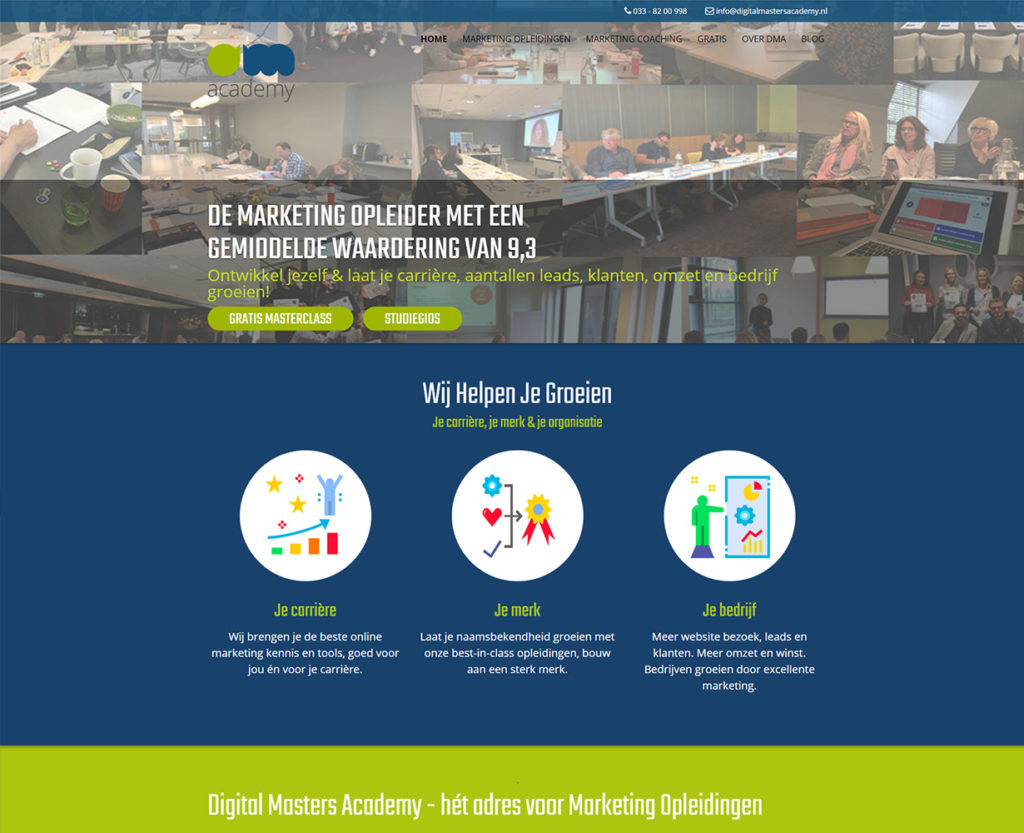 033 - 82 00 998 info@digitalmastersacademy.nl
HOME MARKETING OPLEIDINGEN MARKETING COACHING GRATIS OVER DMA BLOG
academy
DE MARKETING OPLEIDER MET EEN
GEMIDDELDE WAARDERING VAN 9,3
Ontwikkel jezelf & laat je carrière, aantallen leads, klanten, omzet en bedrijf
groeien!
GRATIS MASTERCLASS STUDIEGIDS
Wij Helpen Je Groeien
Je carrière, je merk & je organisatie
Je carrière
Wij brengen je de beste online
marketing kennis en tools, goed voor
jou én voor je carrière.
Je merk
Laat je naamsbekendheid groeien met
onze best-in-class opleidingen, bouw
aan een sterk merk.
Je bedrijf
Meer website bezoek, leads en
klanten. Meer omzet en winst.
Bedrijven groeien door excellente
marketing.
Digital Masters Academy - hét adres voor Marketing Opleidingen